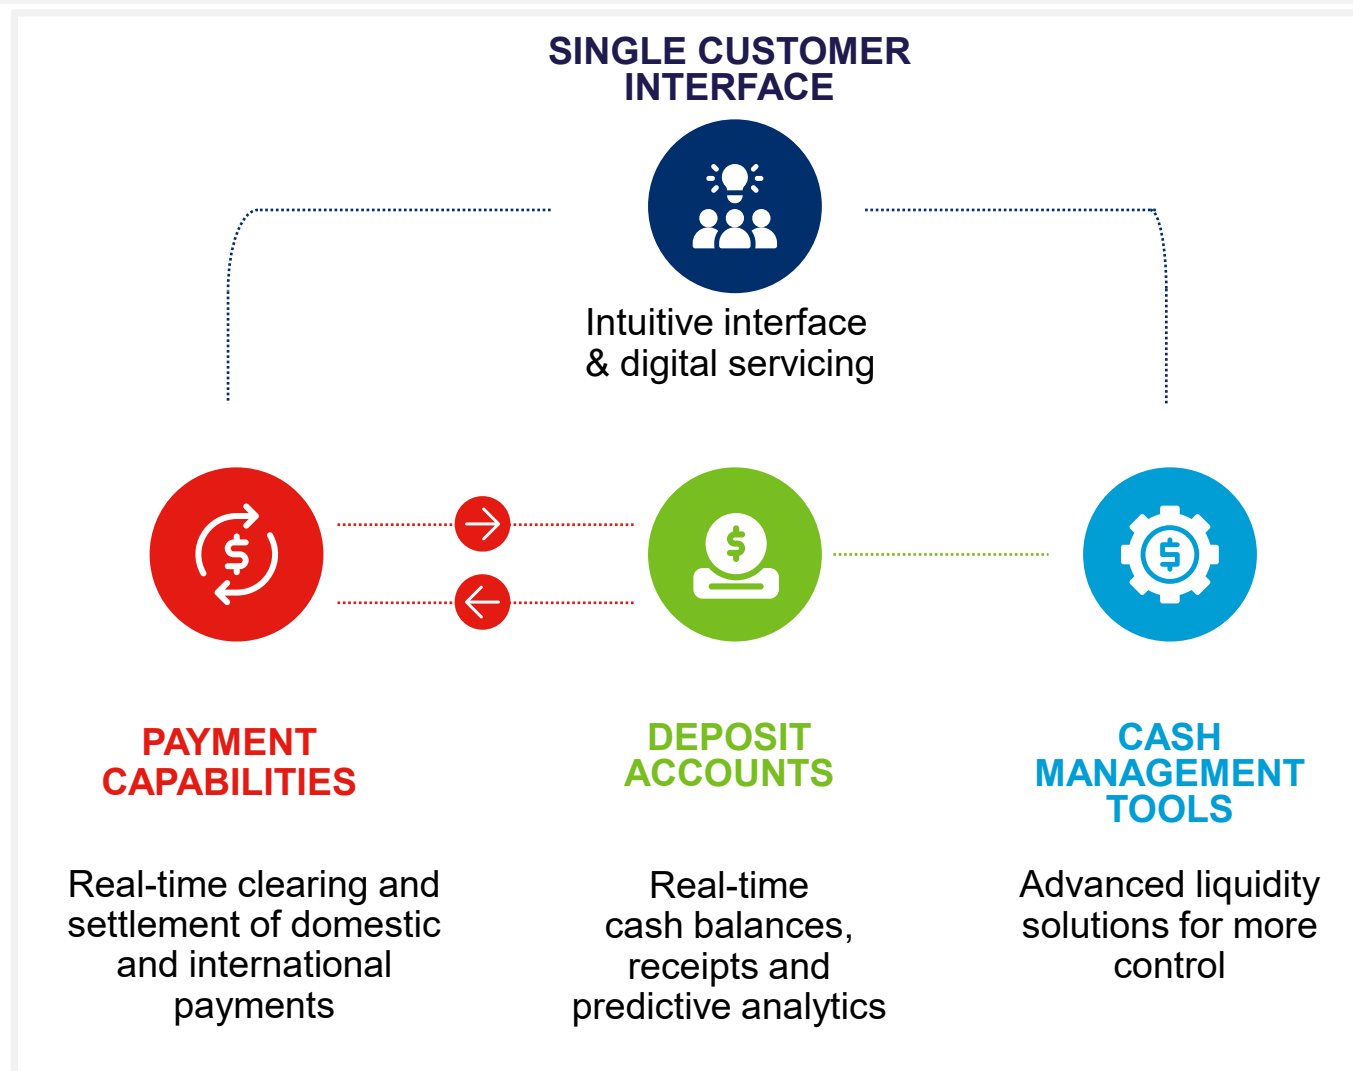 SINGLE CUSTOMER
INTERFACE
Intuitive interface
& digital servicing
PAYMENT
CAPABILITIES
Real-time clearing and
settlement of domestic
and international
payments
DEPOSIT
ACCOUNTS
Real-time
cash balances,
receipts and
predictive analytics
CASH
MANAGEMENT
TOOLS
Advanced liquidity
solutions for more
control